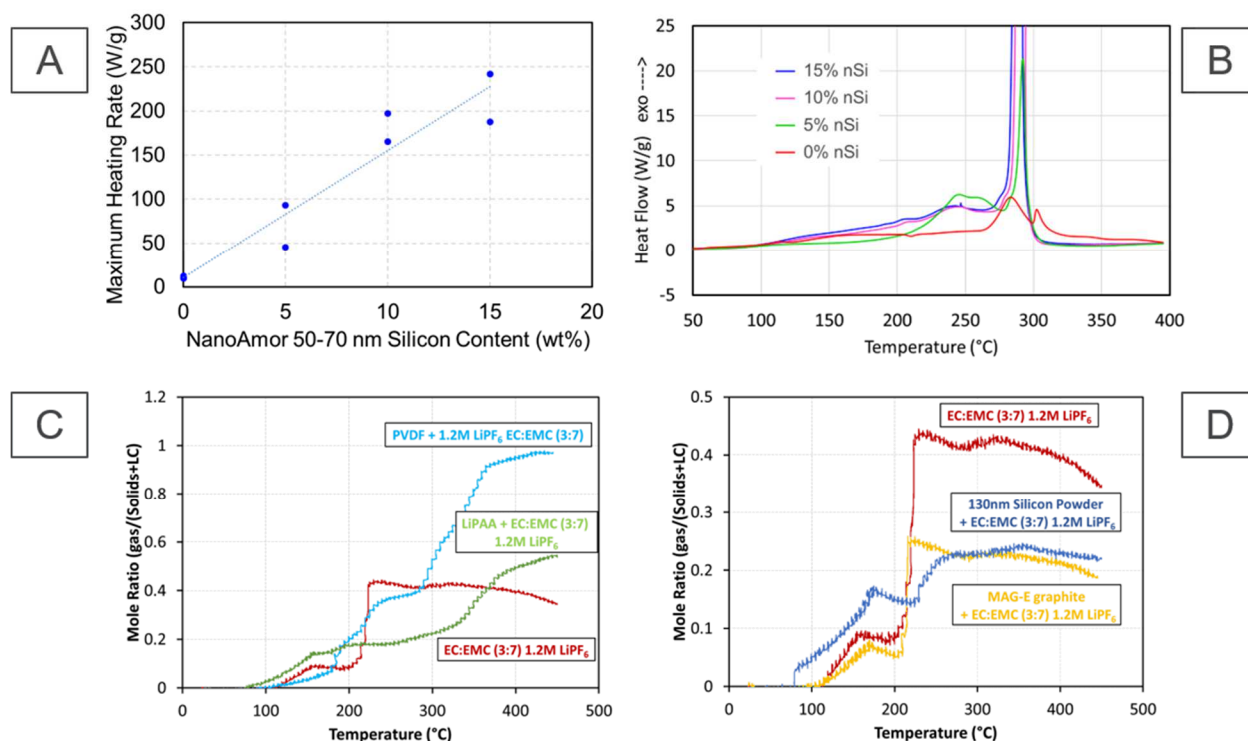 A
Maximum Heating Rate (W/g)
300
250
200
150
100
50
0
0 5 10 15 20
NanoAmor 50-70 nm Silicon Content (wt%)
B
Heat Flow (W/g) exo ---->
25
20
15
10
5
0
-5
15% nSi
10% nSi
5% nSi
0% nSi
50 100 150 200 250 300 350 400
Temperature (°C)
C
Mole Ratio (gas/(Solids+LC)
1.2
1
0.8
0.6
0.4
0.2
0
PVDF + 1.2M LiPF₆ EC:EMC (3:7)
LiPAA + EC:EMC (3:7)
1.2M LiPF₆
EC:EMC (3:7) 1.2M LiPF₆
0 100 200 300 400 500
Temperature (°C)
D
Mole Ratio (gas/(Solids+LC)
0.5
0.4
0.3
0.2
0.1
0
EC:EMC (3:7) 1.2M LiPF₆
130nm Silicon Powder
+ EC:EMC (3:7) 1.2M LiPF₆
MAG-E graphite
+ EC:EMC (3:7) 1.2M LiPF₆
0 100 200 300 400 500
Temperature (°C)